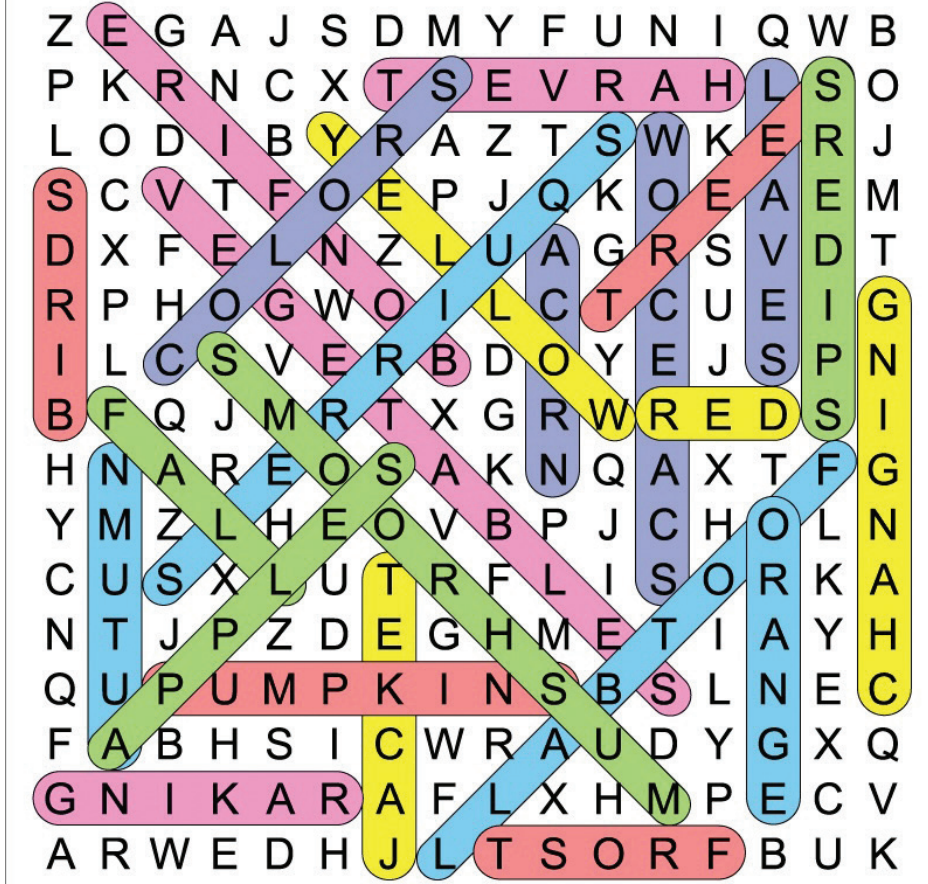 Z E G A J S D M Y F U N I Q W B
P K R N C X T S E V R A H L S O
L O D I B Y R A Z T S W K E R J
S C V T F O E P J Q K O E A E M
D X F E L N Z L U A G R S V D T
R P H O G W O I L C T C U E I G
I L C S V E R B D O Y E J S P N
B F Q J M R T X G R W R E D S I
H N A R E O S A K N Q A X T F G
Y M Z L H E O V B P J C H O L N
C U S X L U T R F L I S O R K A
N T J P Z D E G H M E T I A Y H
Q U P U M P K I N S B S L N E C
F A B H S I C W R A U D Y G X Q
G N I K A R A F L X H M P E C V
A R W E D H J L T S O R F B U K